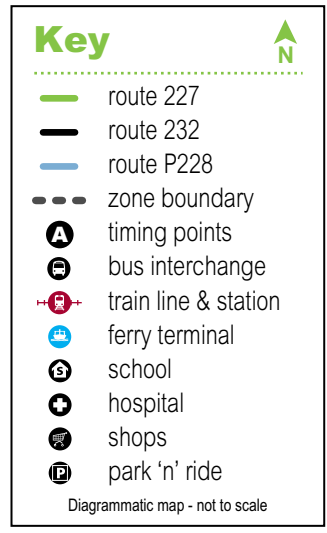 Key
N
route 227
route 232
route P228
zone boundary
A timing points
bus interchange
train line & station
ferry terminal
S school
hospital
shops
P park ‘n’ ride
Diagrammatic map - not to scale